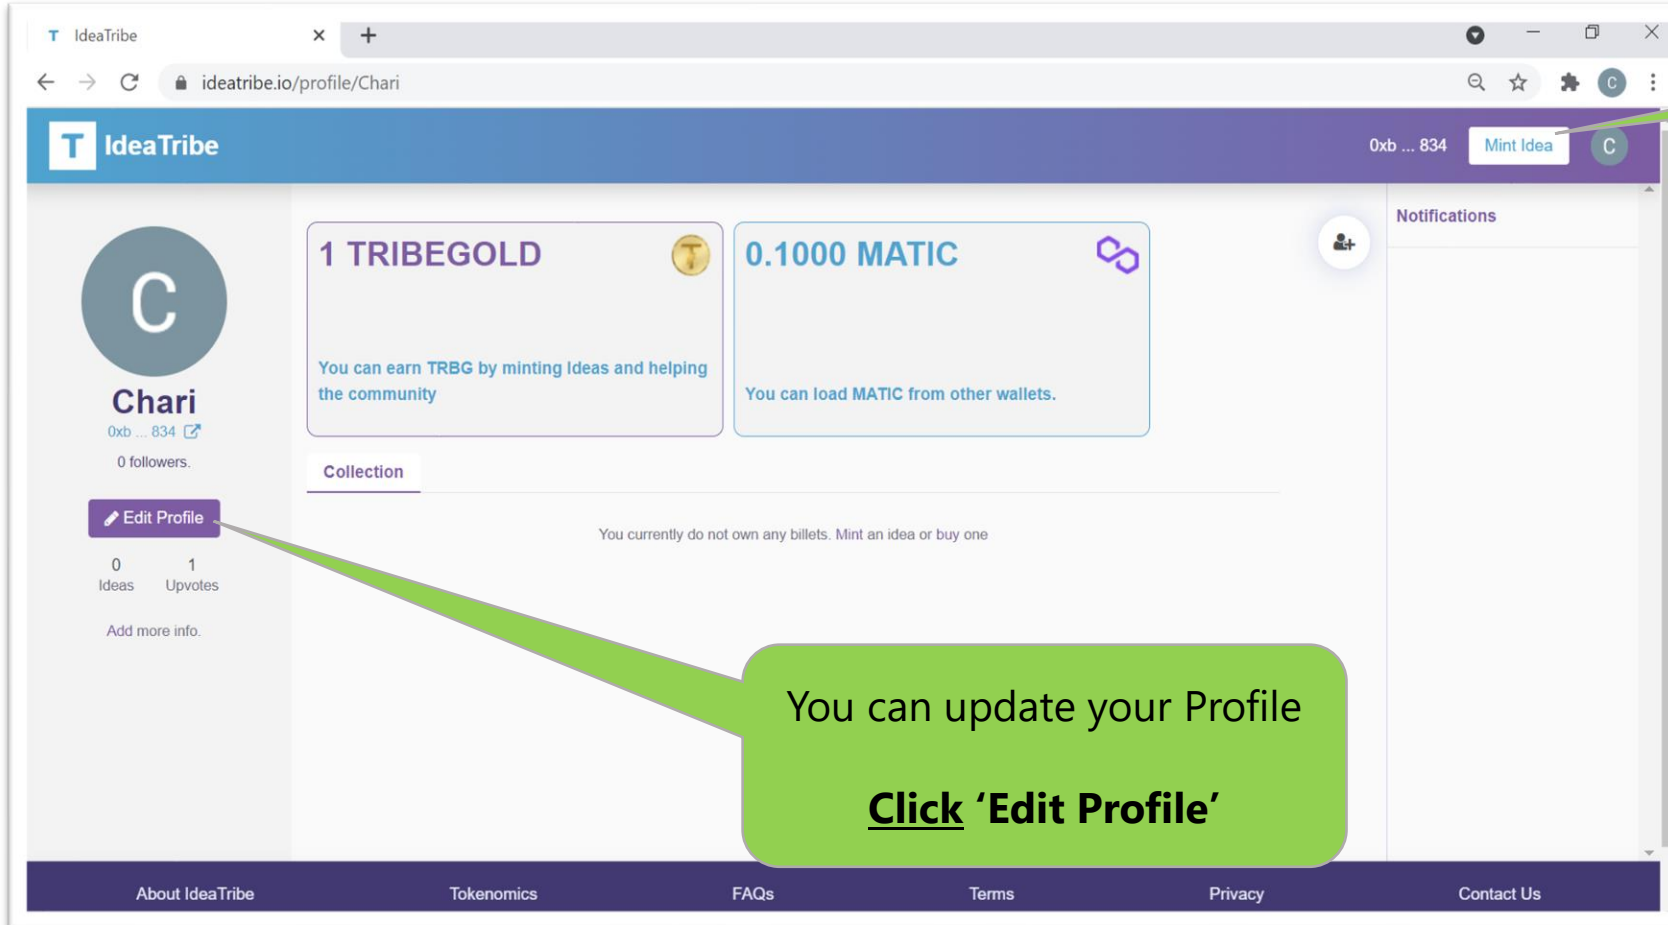 IdeaTribe
ideatribe.io/profile/Chari
C
T IdeaTribe
0xb ... 834
Mint Idea
C
C
Chari
0xb ... 834
0 followers.
Edit Profile
0 1
Ideas Upvotes
Add more info.
1 TRIBEGOLD
You can earn TRBG by minting Ideas and helping
the community
0.1000 MATIC
You can load MATIC from other wallets.
Collection
You currently do not own any billets. Mint an idea or buy one
Notifications
You can update your Profile
Click ‘Edit Profile’
About IdeaTribe
Tokenomics
FAQs
Terms
Privacy
Contact Us